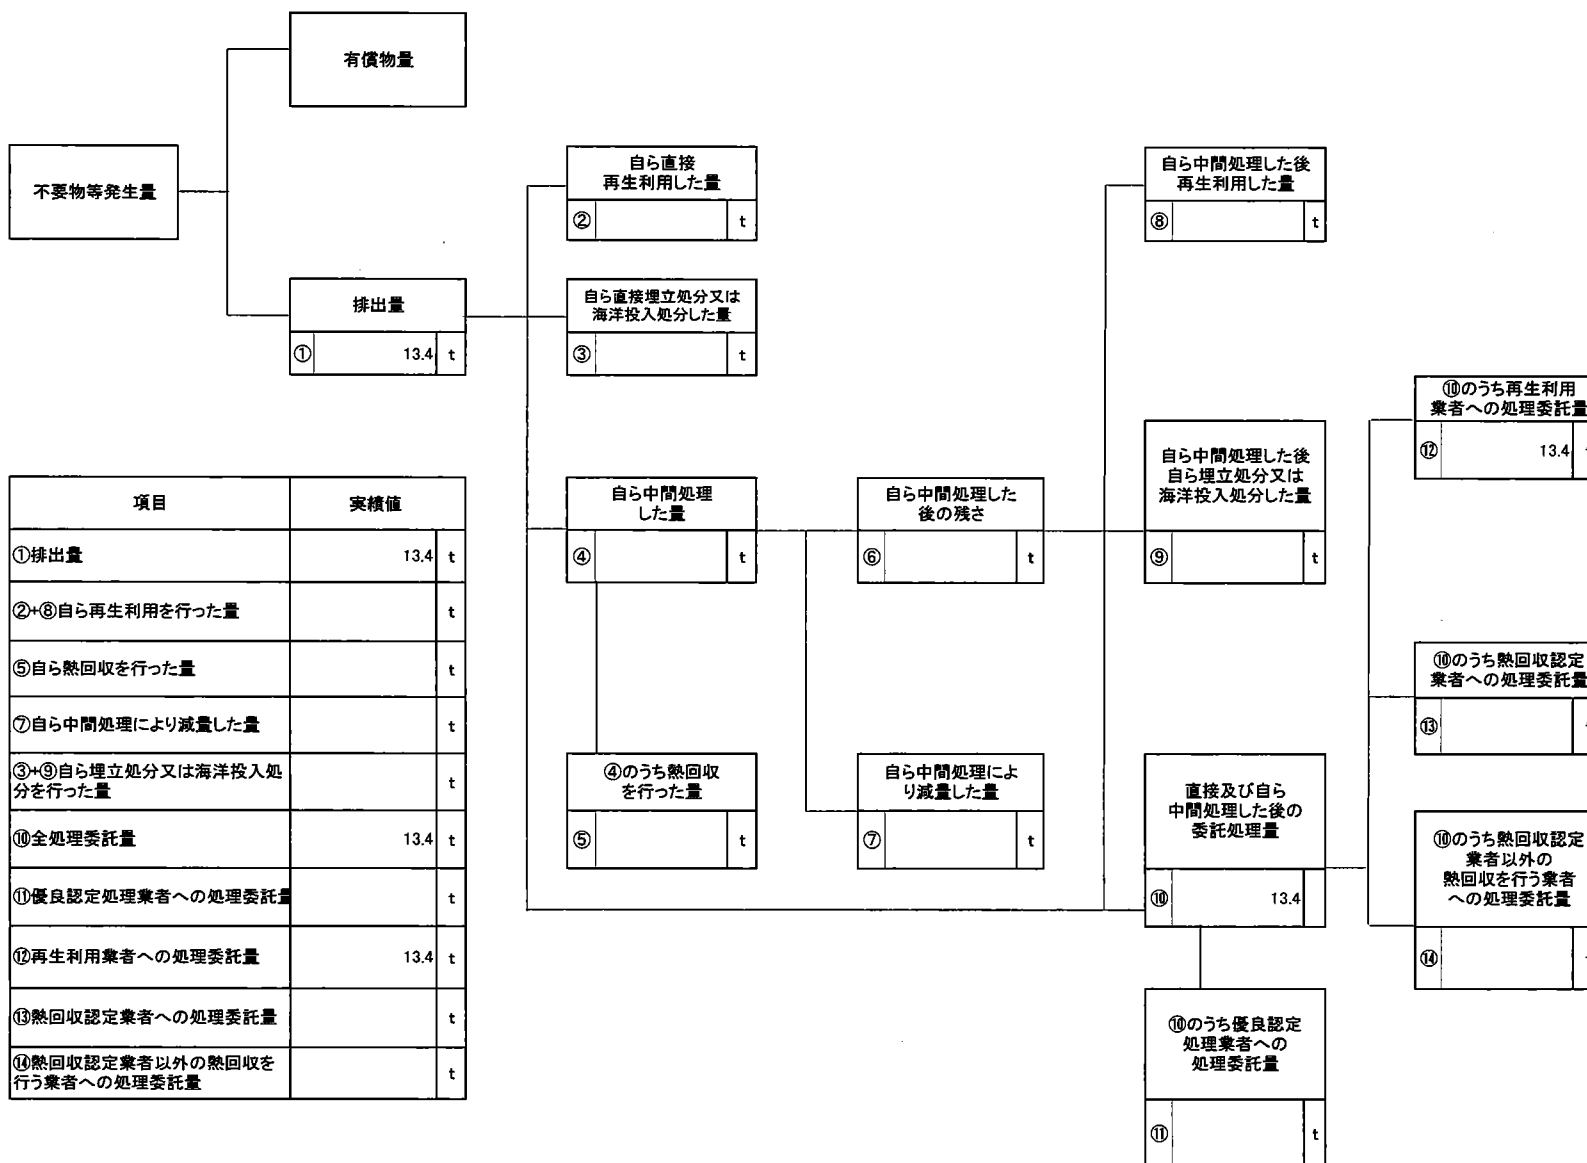 有償物量
不要物等発生量
自ら直接
再生利用した量
② t
自ら中間処理した後
再生利用した量
⑧ t
排出量
① 13.4 t
自ら直接埋立処分又は
海洋投入処分した量
③ t
⑩のうち再生利用
業者への処理委託量
⑫ 13.4
自ら中間処理した後
自ら埋立処分又は
海洋投入処分した量
⑨ t
自ら中間処理
した量
④ t
自ら中間処理した
後の残さ
⑥ t
項目 実績値
①排出量 13.4 t
②+⑧自ら再生利用を行った量 t
⑤自ら熱回収を行った量 t
⑦自ら中間処理により減量した量 t
③+⑨自ら埋立処分又は海洋投入処
分を行った量 t
⑩全処理委託量 13.4 t
⑪優良認定処理業者への処理委託量 t
⑫再生利用業者への処理委託量 13.4 t
⑬熱回収認定業者への処理委託量 t
⑭熱回収認定業者以外の熱回収を
行う業者への処理委託量 t
⑩のうち熱回収認定
業者への処理委託量
⑬
④のうち熱回収
を行った量
⑤ t
自ら中間処理によ
り減量した量
⑦ t
直接及び自ら
中間処理した後の
委託処理量
⑩ 13.4
⑩のうち熱回収認定
業者以外の
熱回収を行う業者
への処理委託量
⑭
⑩のうち優良認定
処理業者への
処理委託量
⑪ t